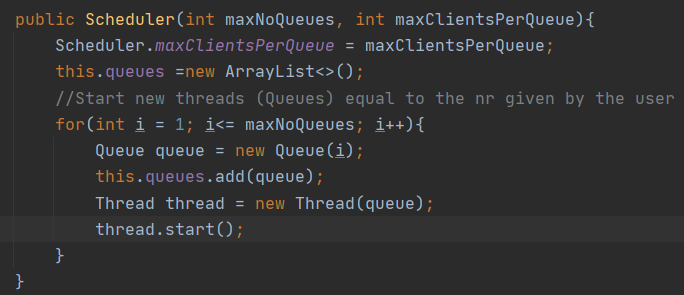 public Scheduler(int maxNoQueues, int maxClientsPerQueue){
    Scheduler.maxClientsPerQueue = maxClientsPerQueue;
    this.queues =new ArrayList<>();
    //Start new threads (Queues) equal to the nr given by the user
    for(int i = 1; i<= maxNoQueues; i++){
        Queue queue = new Queue(i);
        this.queues.add(queue);
        Thread thread = new Thread(queue);
        thread.start();
    }
}